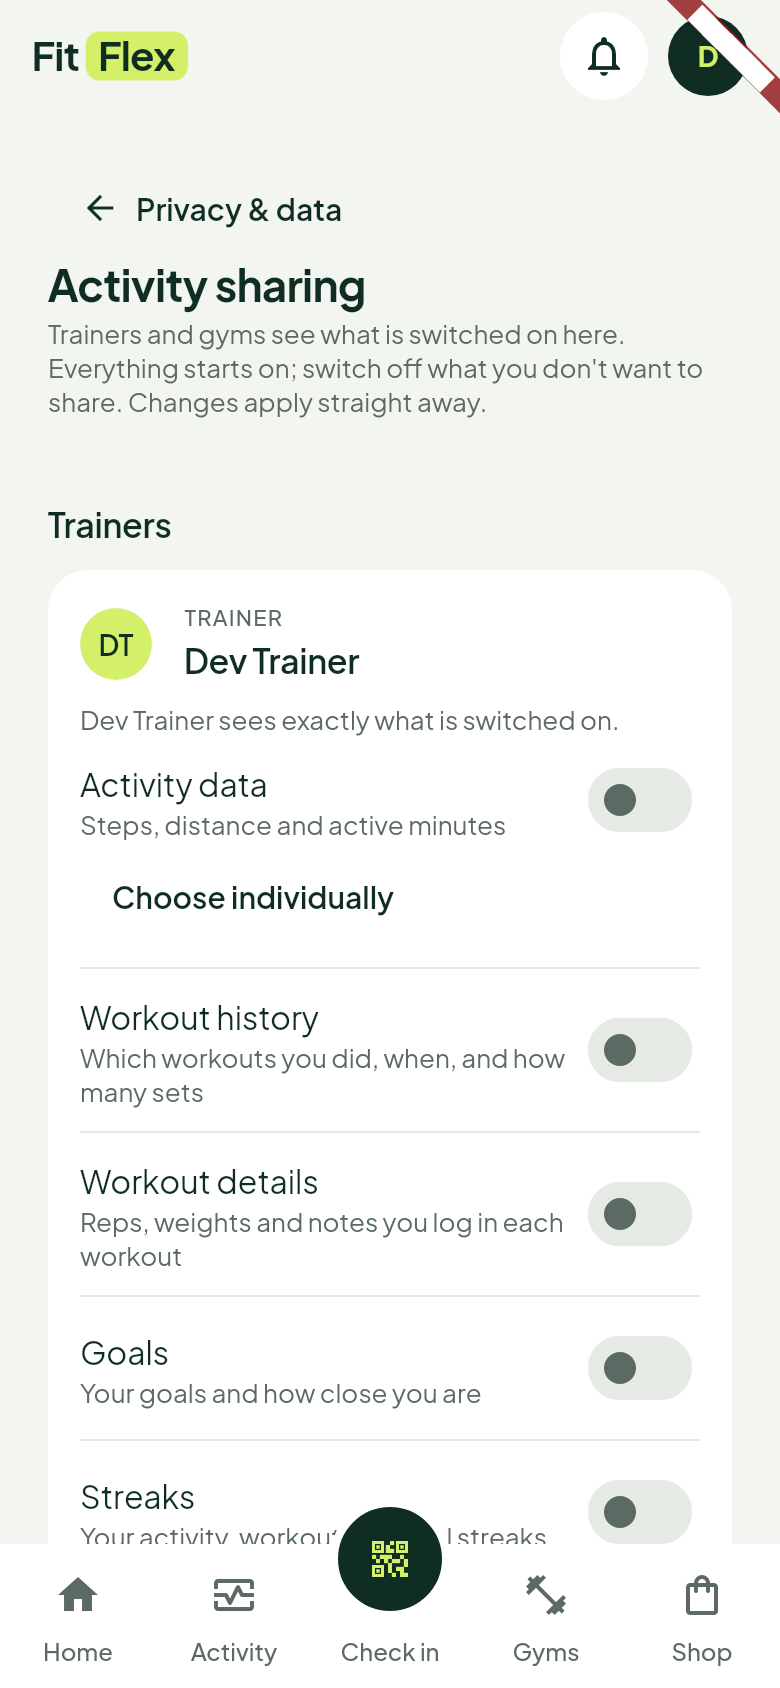 Fit Flex
D
Privacy & data
Activity sharing
Trainers and gyms see what is switched on here.
Everything starts on; switch off what you don't want to
share. Changes apply straight away.
Trainers
DT
TRAINER
Dev Trainer
Dev Trainer sees exactly what is switched on.
Activity data
Steps, distance and active minutes
Choose individually
Workout history
Which workouts you did, when, and how
many sets
Workout details
Reps, weights and notes you log in each
workout
Goals
Your goals and how close you are
Streaks
Your activity, workout streaks
Home
Activity
Check in
Gyms
Shop